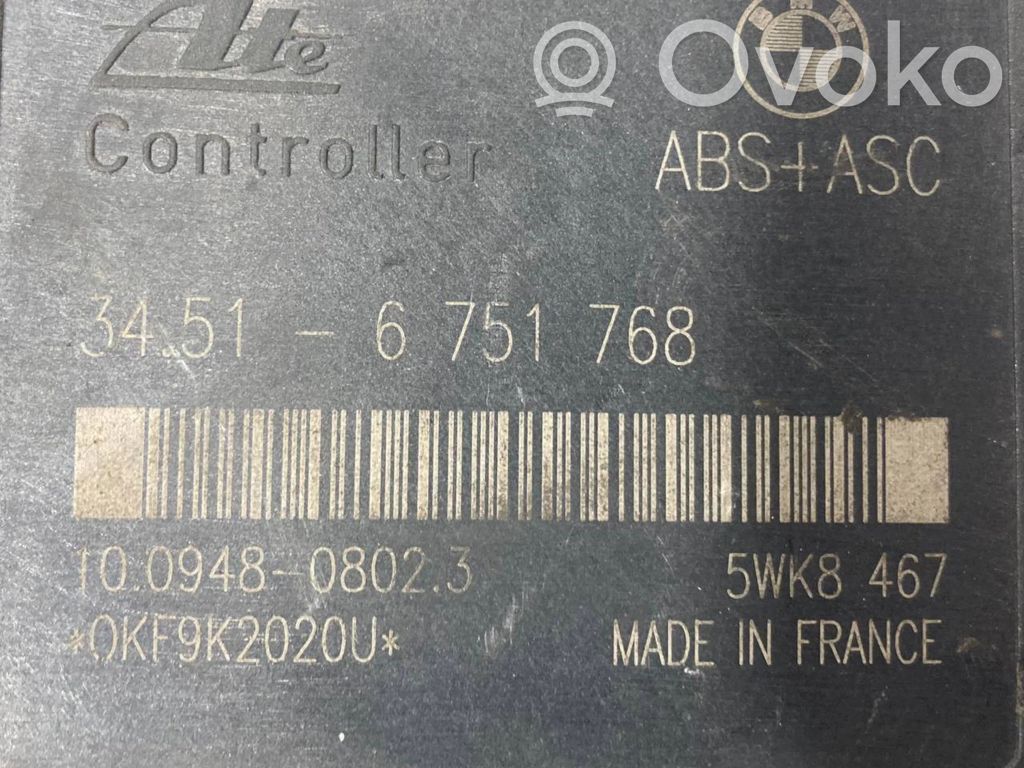 Ate
Controller
BMW
ABS+ASC
Ovoko
34.51 - 6 751 768
10.0948-0802.3
5WK8 467
*0KF9K2020U*
MADE IN FRANCE